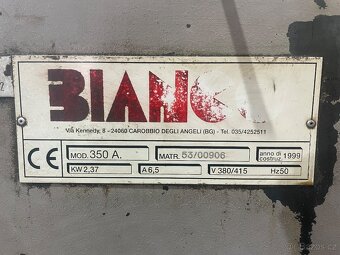 BIANCO
Via Kennedy, 8 - 24060 CAROBBIO DEGLI ANGELI (BG) - Tel. 035/4252511
CE MOD. 350 A. MATR. 53/00906 anno di costruz. 1999
KW 2,37 A 6,5 V 380/415 Hz 50